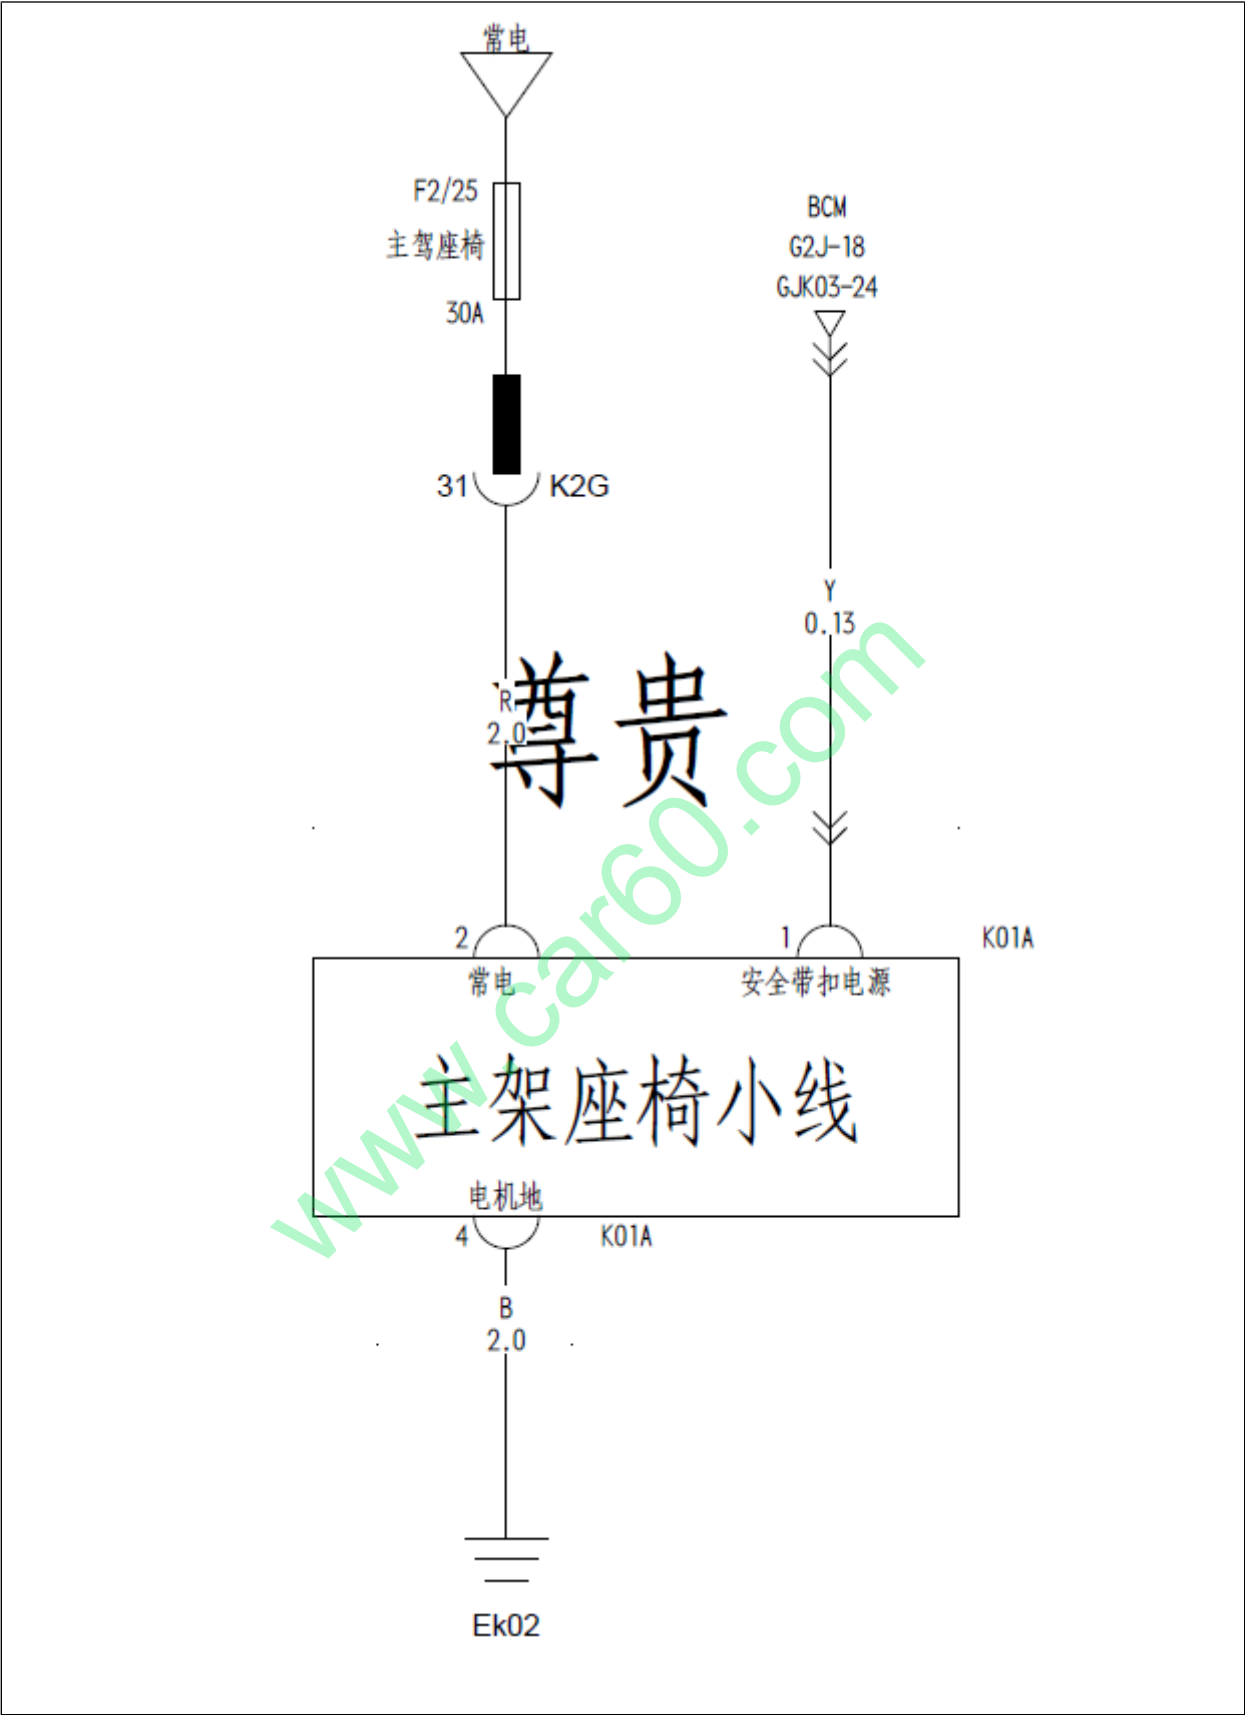 常电
F2/25
主驾座椅
30A
BCM
G2J-18
GJK03-24
31
K2G
Y
0.13
尊贵
R
2.0
2
1
K01A
常电
安全带扣电源
主架座椅小线
电机地
4
K01A
B
2.0
Ek02
www.car60.com